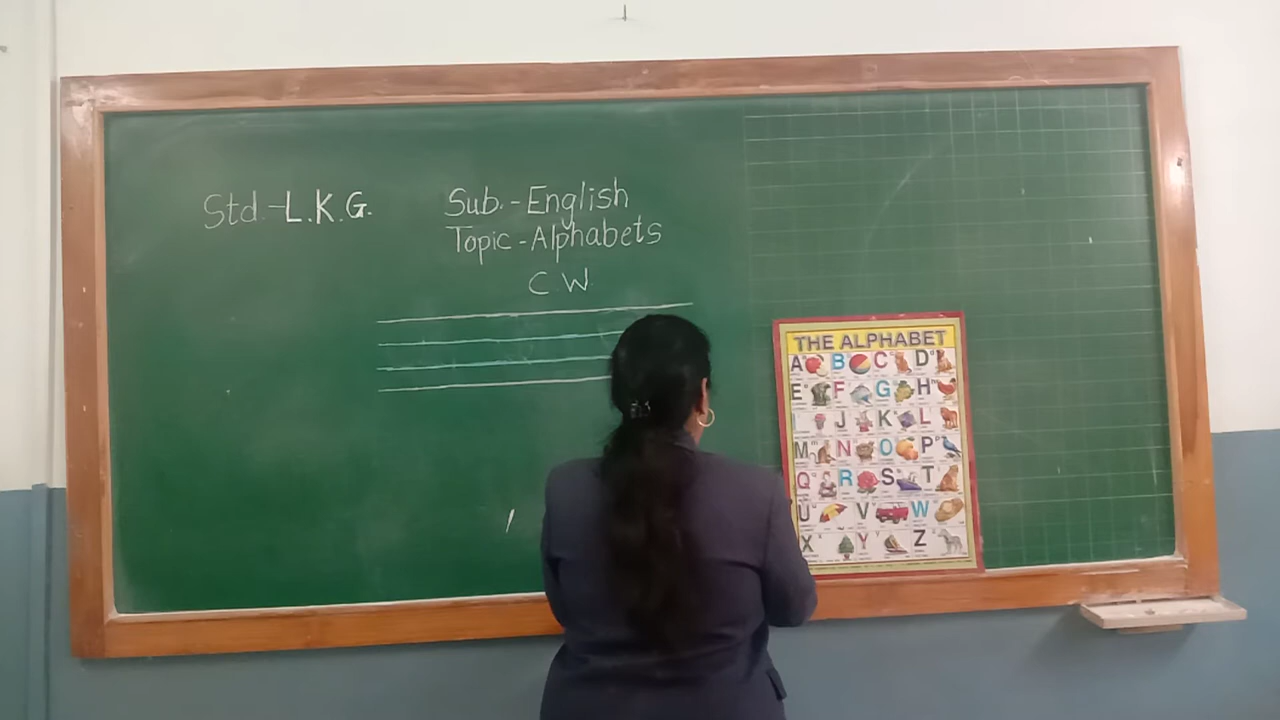 Std.-L.K.G.
Sub.-English
Topic-Alphabets
C W.
THE ALPHABET
A B C D
E F G H
I J K L
M N O P
Q R S T
U V W
X Y Z